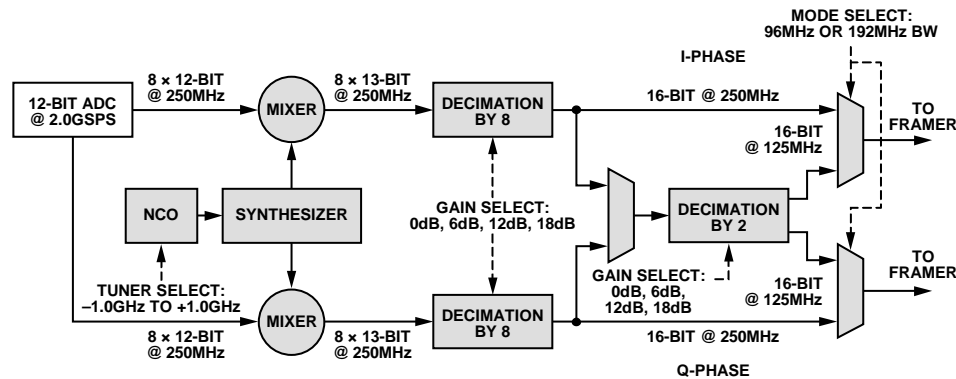 MODE SELECT:
96MHz OR 192MHz BW
I-PHASE
8 × 12-BIT
@ 250MHz
8 × 13-BIT
@ 250MHz
12-BIT ADC
@ 2.0GSPS
MIXER
DECIMATION
BY 8
16-BIT @ 250MHz
TO
FRAMER
16-BIT
@ 125MHz
NCO
SYNTHESIZER
GAIN SELECT:
0dB, 6dB, 12dB, 18dB
DECIMATION
BY 2
TUNER SELECT:
–1.0GHz TO +1.0GHz
GAIN SELECT:
0dB, 6dB,
12dB, 18dB
TO
FRAMER
16-BIT
@ 125MHz
MIXER
DECIMATION
BY 8
8 × 12-BIT
@ 250MHz
8 × 13-BIT
@ 250MHz
16-BIT @ 250MHz
Q-PHASE